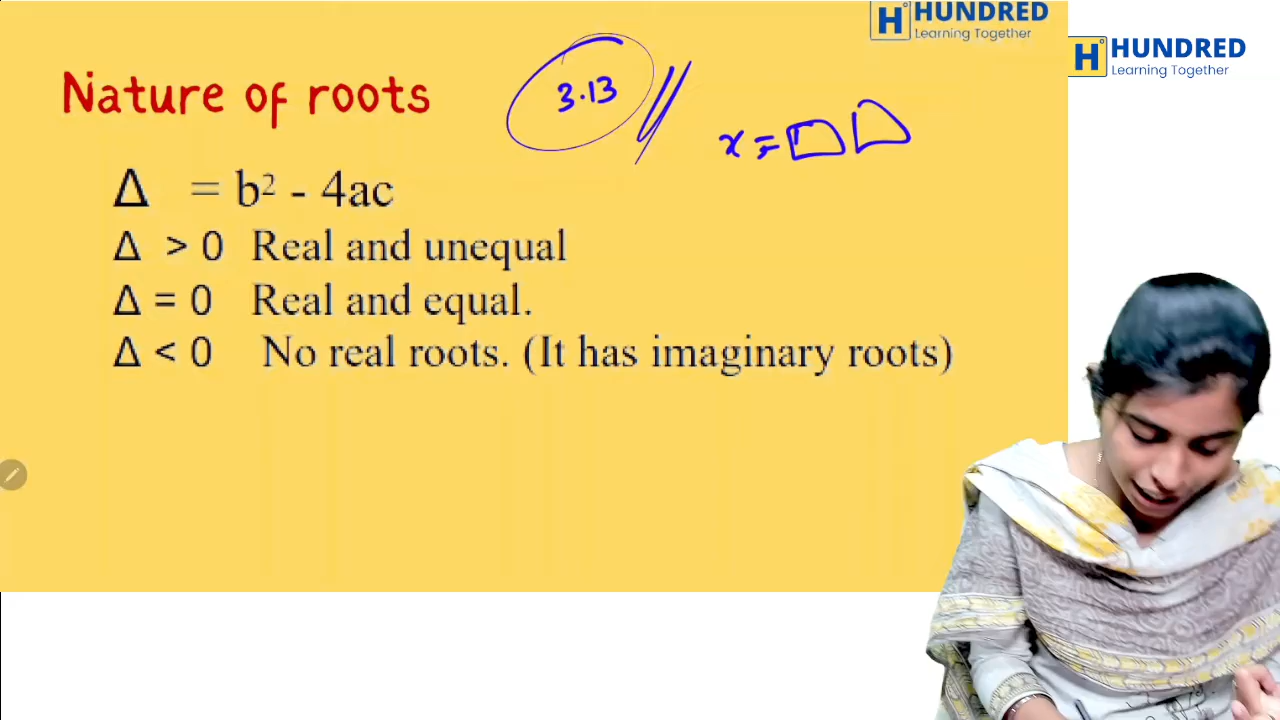 H° HUNDRED
Learning Together
H° HUNDRED
Learning Together
Nature of roots
3.13
x =
Δ = b² - 4ac
Δ > 0 Real and unequal
Δ = 0 Real and equal.
Δ < 0 No real roots. (It has imaginary roots)